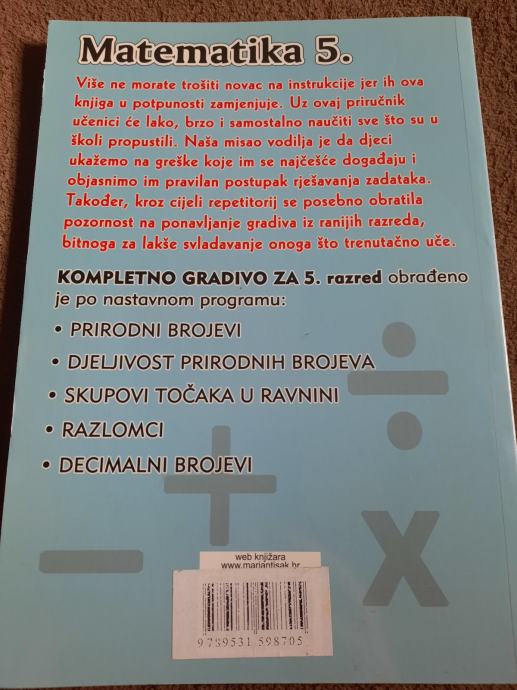 Matematika 5.
Više ne morate trošiti novac na instrukcije jer ih ova
knjiga u potpunosti zamjenjuje. Uz ovaj priručnik
učenici će lako, brzo i samostalno naučiti sve što su u
školi propustili. Naša misao vodilja je da djeci
ukažemo na greške koje im se najčešće događaju i
objasnimo im pravilan postupak rješavanja zadataka.
Također, kroz cijeli repetitorij se posebno obratila
pozornost na ponavljanje gradiva iz ranijih razreda,
bitnoga za lakše svladavanje onoga što trenutačno uče.
KOMPLETNO GRADIVO ZA 5. razred obrađeno
je po nastavnom programu:
• PRIRODNI BROJEVI
• DJELJIVOST PRIRODNIH BROJEVA
• SKUPOVI TOČAKA U RAVNINI
• RAZLOMCI
• DECIMALNI BROJEVI
web knjižara
www.mariantisak.hr
9789531598705